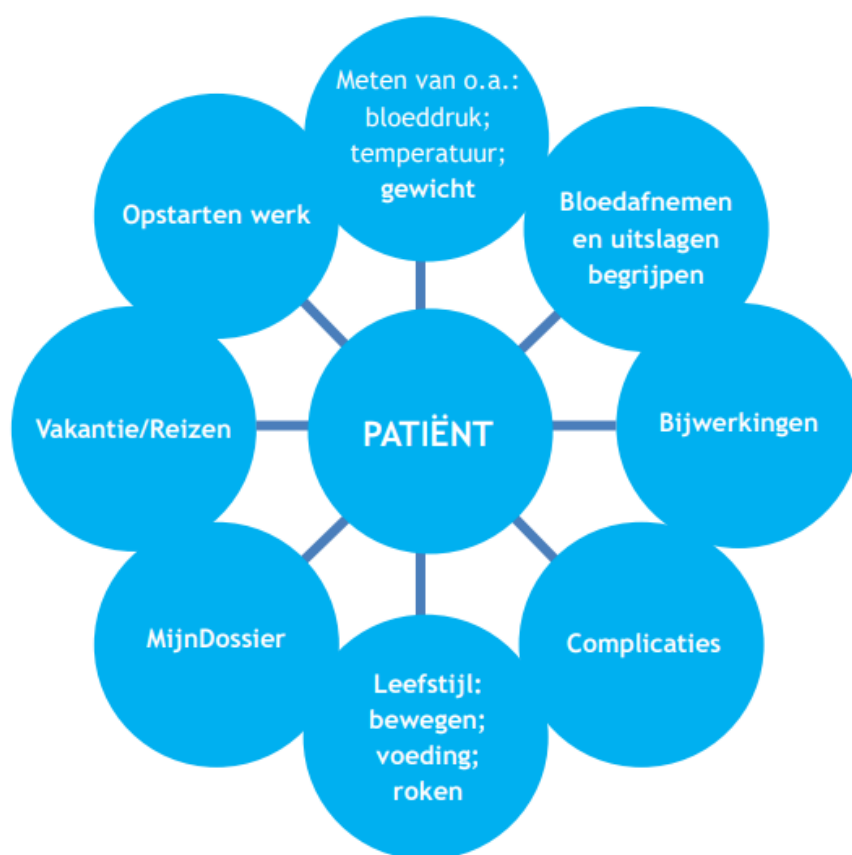 Meten van o.a.:
bloeddruk;
temperatuur;
gewicht
Bloedafnemen
en uitslagen
begrijpen
Bijwerkingen
Complicaties
Leefstijl:
bewegen;
voeding;
roken
MijnDossier
Vakantie/Reizen
Opstarten werk
PATIËNT